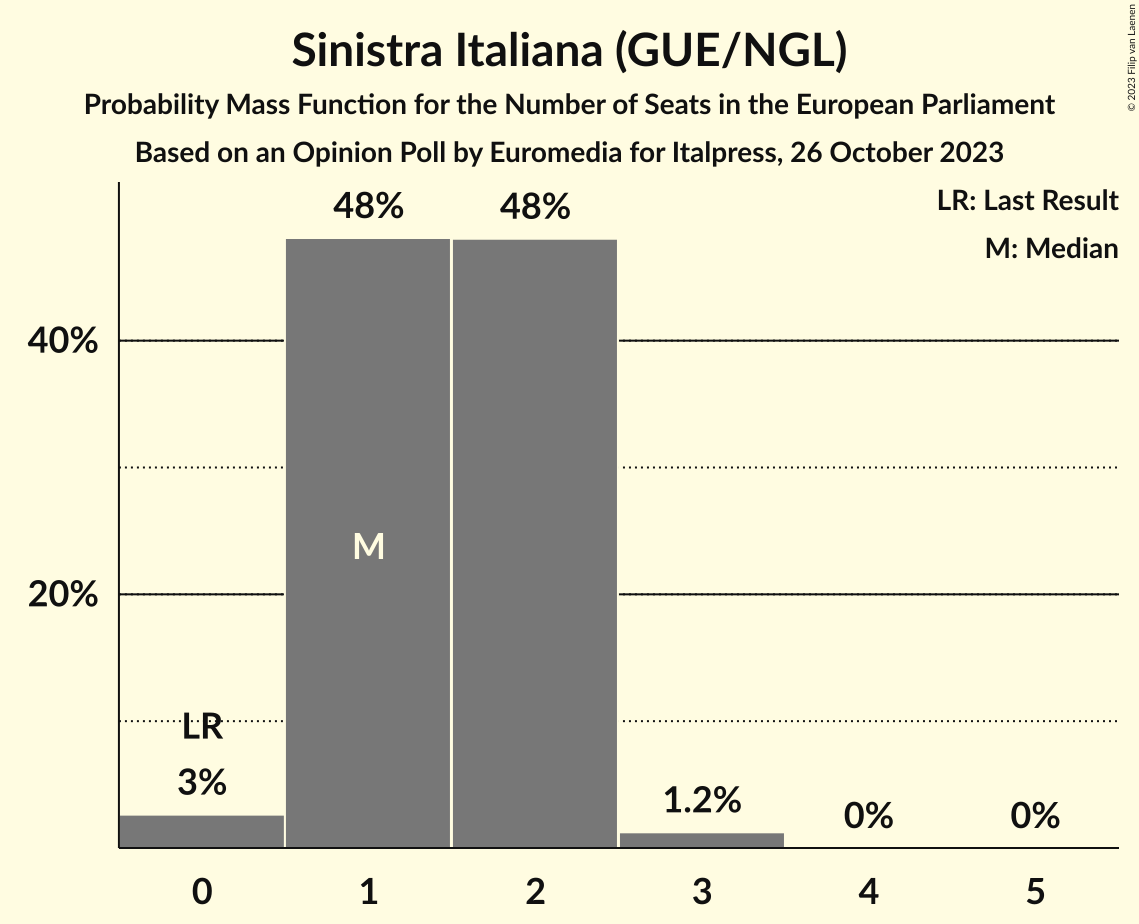 Sinistra Italiana (GUE/NGL)
Probability Mass Function for the Number of Seats in the European Parliament
Based on an Opinion Poll by Euromedia for Italpress, 26 October 2023
© 2023 Filip van Laenen
LR: Last Result
M: Median
48%
48%
40%
M
20%
LR
3%
1.2%
0%
0%
0
1
2
3
4
5